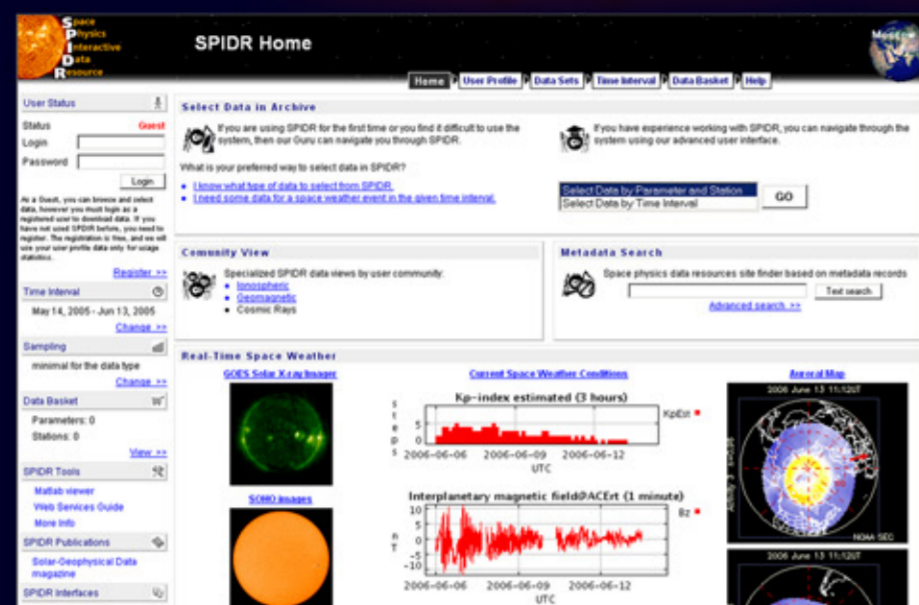 Space
Physics
Interactive
Data
Resource
SPIDR Home
Moscow
Home
User Profile
Data Sets
Time Interval
Data Basket
Help
User Status
Status
Guest
Login
Password
Login
As a Guest, you can browse and select
data, however you must login as a
registered user to download data. If you
have not used SPIDR before, you need to
register. The registration is free, and we will
use your user profile data only for usage
statistics.
Register >>
Time Interval
May 14, 2005 - Jun 13, 2005
Change >>
Sampling
minimal for the data type
Change >>
Data Basket
Parameters: 0
Stations: 0
View >>
SPIDR Tools
Matlab viewer
Web Services Guide
More Info
SPIDR Publications
Solar-Geophysical Data
magazine
SPIDR Interfaces
Select Data in Archive
If you are using SPIDR for the first time or you find it difficult to use the
system, then our Guru can navigate you through SPIDR.
What is your preferred way to select data in SPIDR?
I know what type of data to select from SPIDR.
I need some data for a space weather event in the given time interval.
If you have experience working with SPIDR, you can navigate through the
system using our advanced user interface.
Select Data by Parameter and Station
Select Data by Time Interval
GO
Comunity View
Specialized SPIDR data views by user community:
Ionospheric
Geomagnetic
Cosmic Rays
Metadata Search
Space physics data resources site finder based on metadata records
Text search
Advanced search >>
Real-Time Space Weather
GOES Solar X-ray Imager
SOHO images
Current Space Weather Conditions
Kp-index estimated (3 hours)
steps
5
0
KpEst
2006-06-06 2006-06-09 2006-06-12
UTC
Interplanetary magnetic field@ACErt (1 minute)
nT
10
5
0
-5
-10
Bz
2006-06-06 2006-06-09 2006-06-12
UTC
Auroral Map
2006 June 13 11:12UT
NOAA SEC
2006 June 13 11:12UT